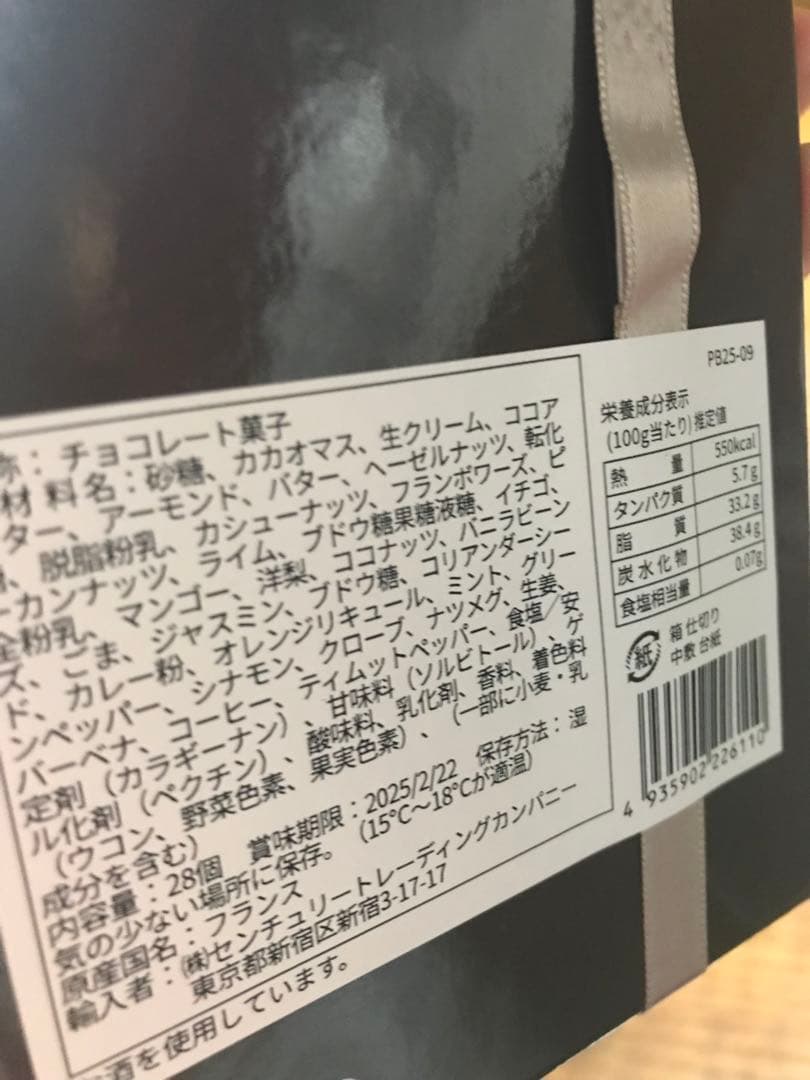 称：チョコレート菓子
材料名：砂糖、カカオマス、生クリーム、ココア
ター、アーモンド、バター、ヘーゼルナッツ、転化
、脱脂粉乳、カシューナッツ、フランボワーズ、ピ
ーカンナッツ、ライム、ブドウ糖果糖液糖、イチゴ、
全粉乳、マンゴー、洋梨、ココナッツ、バニラビーン
ズ、ごま、ジャスミン、ブドウ糖、コリアンダーシー
ド、カレー粉、オレンジリキュール、ミント、グリー
ンペッパー、シナモン、クローブ、ナツメグ、生姜、
バーベナ、コーヒー、ティムットペッパー、食塩／安
定剤（カラギーナン）、甘味料（ソルビトール）、ゲ
ル化剤（ペクチン）、酸味料、乳化剤、香料、着色料
（ウコン、野菜色素、果実色素）、（一部に小麦・乳
成分を含む）
内容量：28個 賞味期限：2025/2/22 保存方法：湿
気の少ない場所に保存。（15℃～18℃が適温）
原産国名：フランス
輸入者：㈱センチュリートレーディングカンパニー
東京都新宿区新宿3-17-17
酒を使用しています。
PB25-09
栄養成分表示
(100g当たり)推定値
熱量 550kcal
タンパク質 5.7g
脂質 33.2g
炭水化物 38.4g
食塩相当量 0.07g
紙
箱 仕切り
中敷 台紙
4 935902 226110